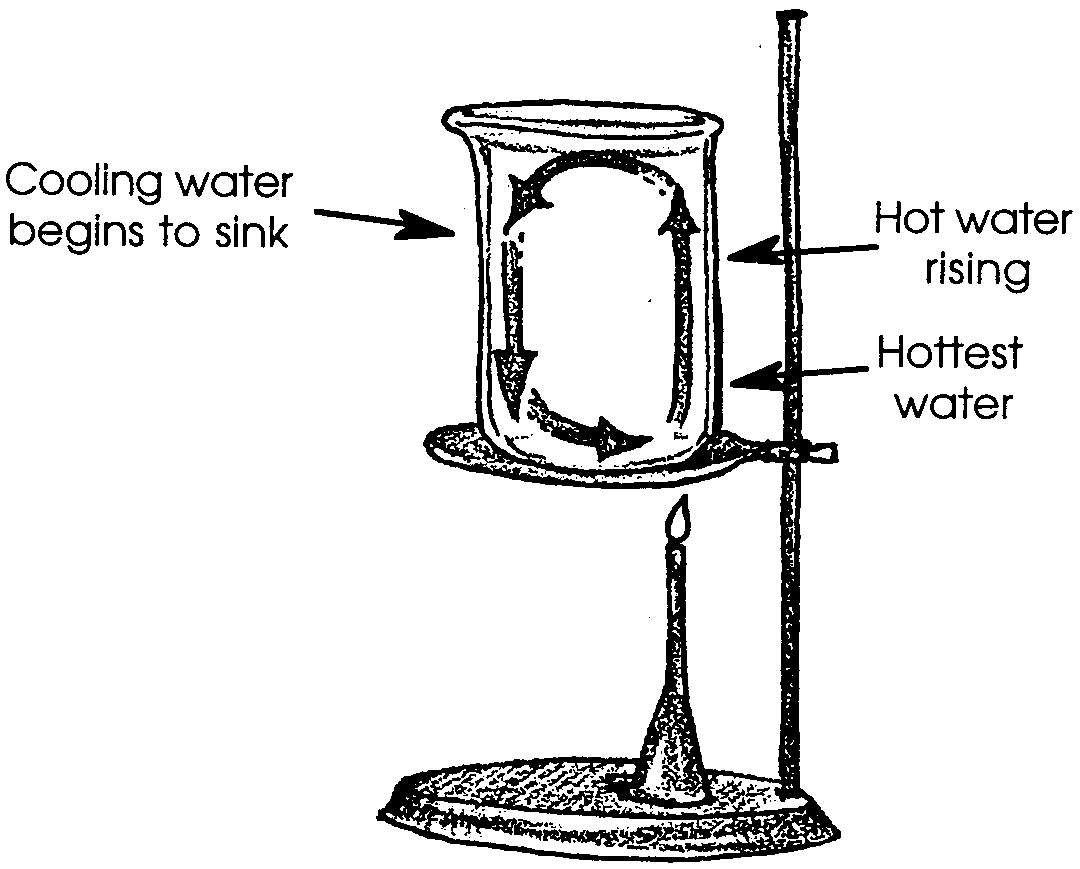 Cooling water
begins to sink
Hot water
rising
Hottest
water